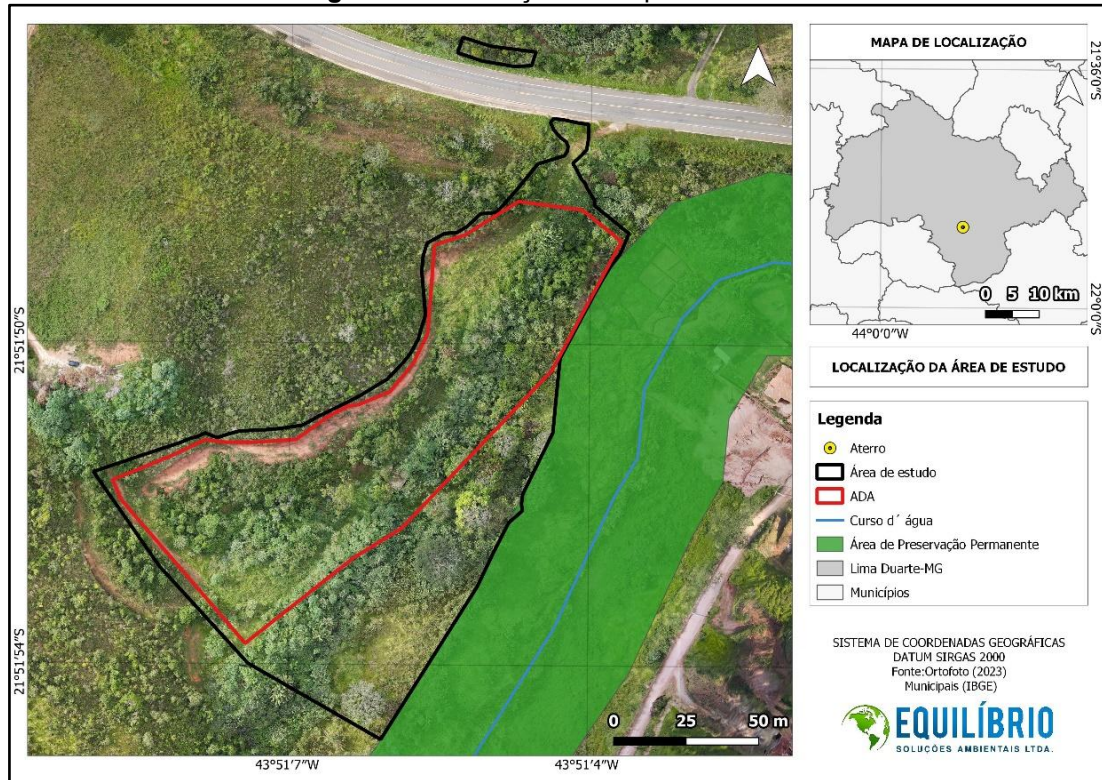 MAPA DE LOCALIZAÇÃO
21°36'0"S
22°0'0"S
0 5 10 km
44°0'0"W
LOCALIZAÇÃO DA ÁREA DE ESTUDO
Legenda
Aterro
Área de estudo
ADA
Curso d´ água
Área de Preservação Permanente
Lima Duarte-MG
Municípios
SISTEMA DE COORDENADAS GEOGRÁFICAS
DATUM SIRGAS 2000
Fonte:Ortofoto (2023)
Municipais (IBGE)
EQUILÍBRIO
SOLUÇÕES AMBIENTAIS LTDA.
21°51'50"S
21°51'54"S
0 25 50 m
43°51'7"W
43°51'4"W